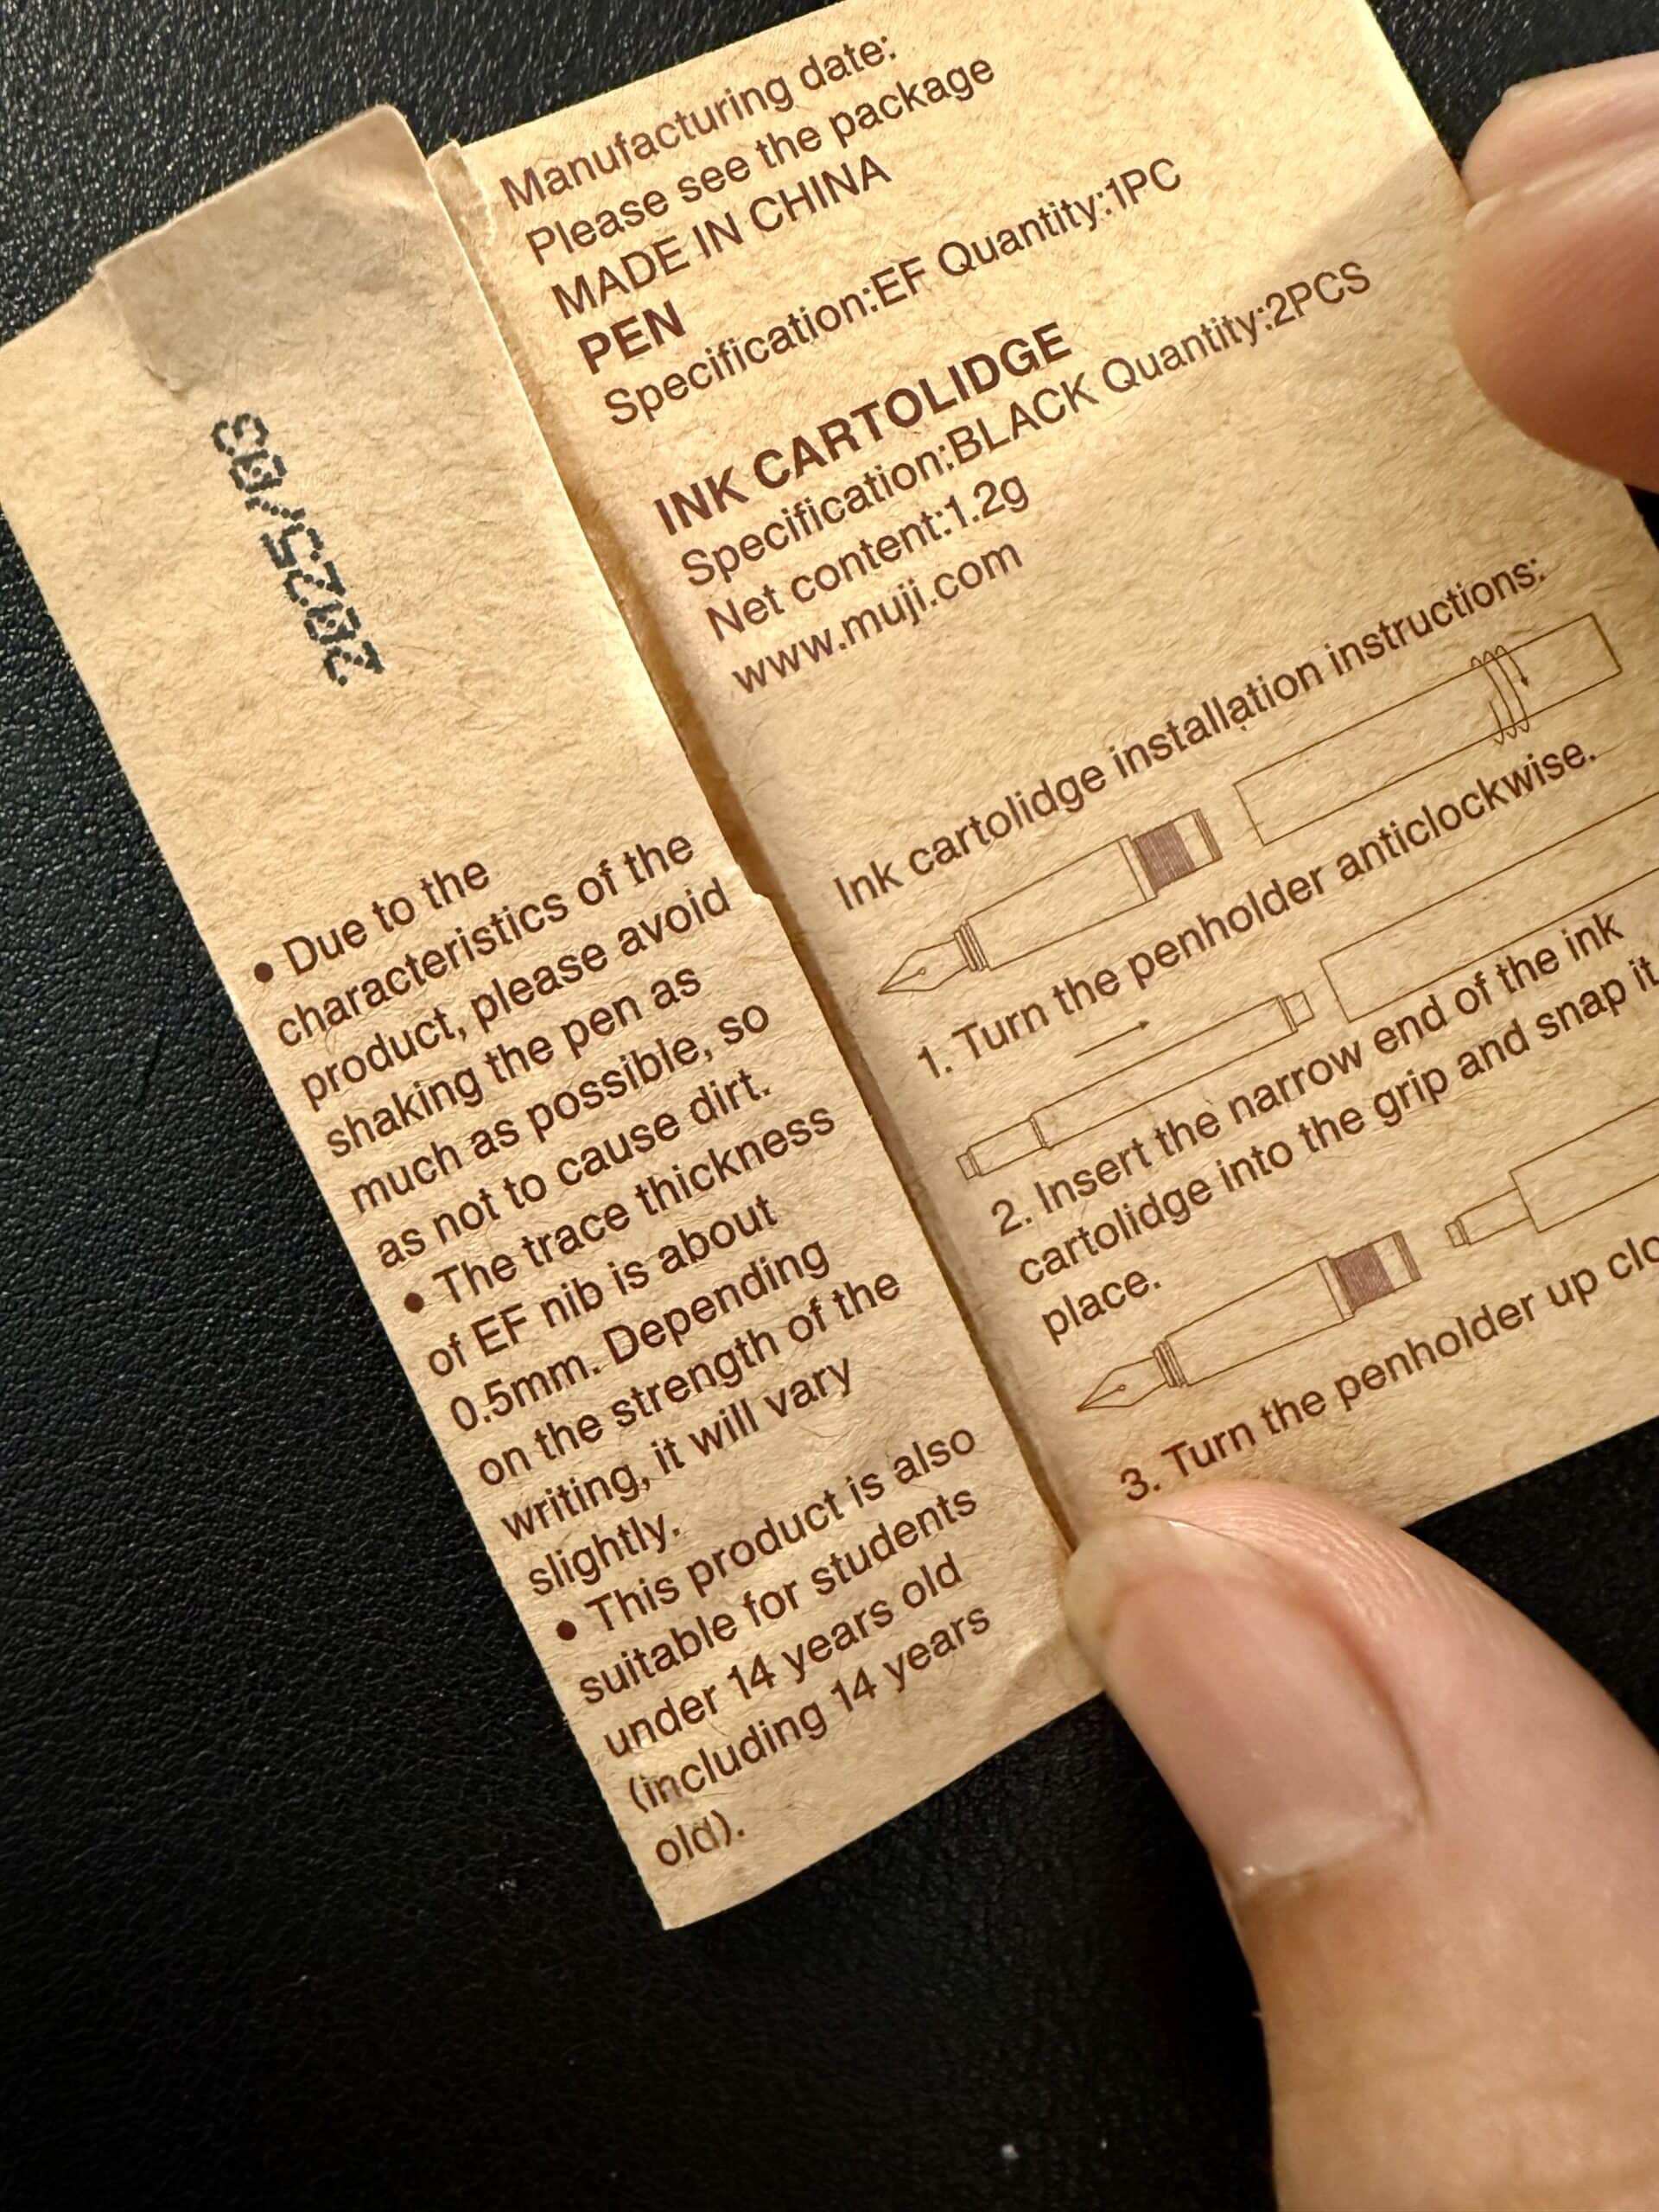 2025/03
• Due to the
characteristics of the
product, please avoid
shaking the pen as
much as possible, so
as not to cause dirt.
• The trace thickness
of EF nib is about
0.5mm. Depending
on the strength of the
writing, it will vary
slightly.
• This product is also
suitable for students
under 14 years old
(including 14 years
old).
Manufacturing date:
Please see the package
MADE IN CHINA
PEN
Specification:EF Quantity:1PC
INK CARTOLIDGE
Specification:BLACK Quantity:2PCS
Net content:1.2g
www.muji.com
Ink cartolidge installation instructions:
1. Turn the penholder anticlockwise.
2. Insert the narrow end of the ink
cartolidge into the grip and snap it
place.
3. Turn the penholder up